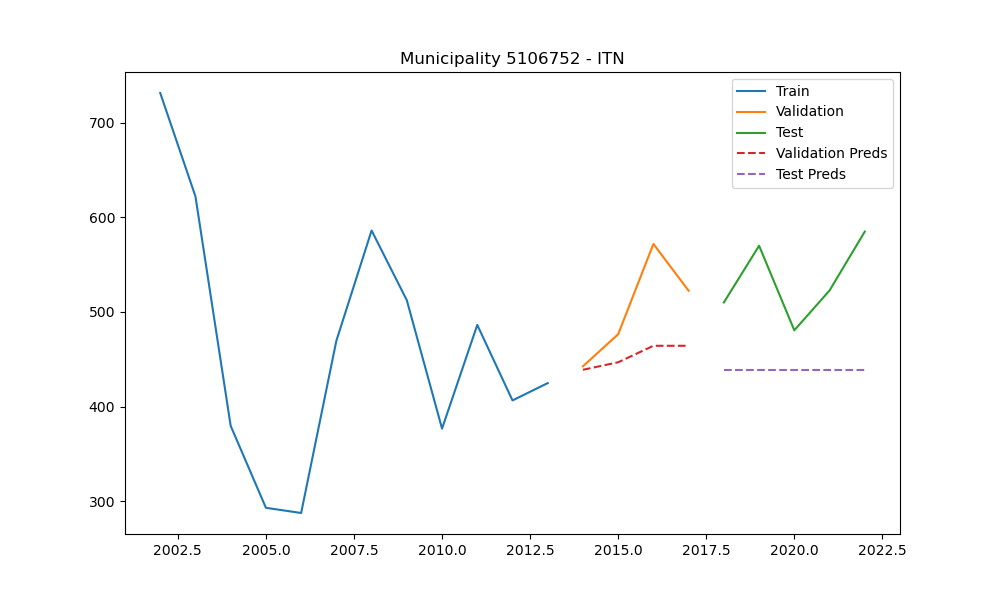 Municipality 5106752 - ITN
Train
Validation
Test
Validation Preds
Test Preds
700
600
500
400
300
2002.5 2005.0 2007.5 2010.0 2012.5 2015.0 2017.5 2020.0 2022.5